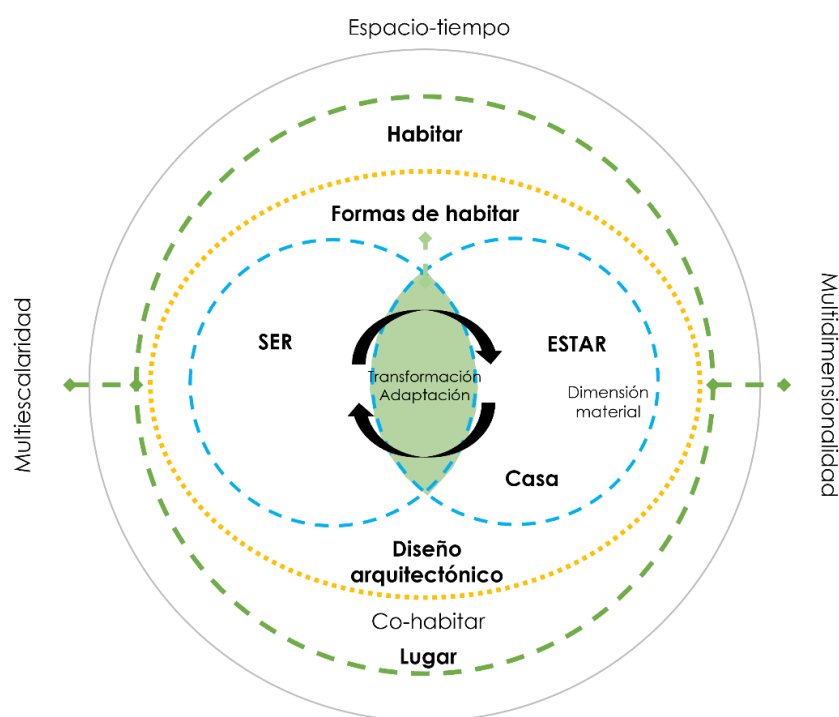 Espacio-tiempo
Habitar
Formas de habitar
Multiescalaridad
Multidimensionalidad
SER
ESTAR
Transformación
Adaptación
Dimensión
material
Casa
Diseño
arquitectónico
Co-habitar
Lugar